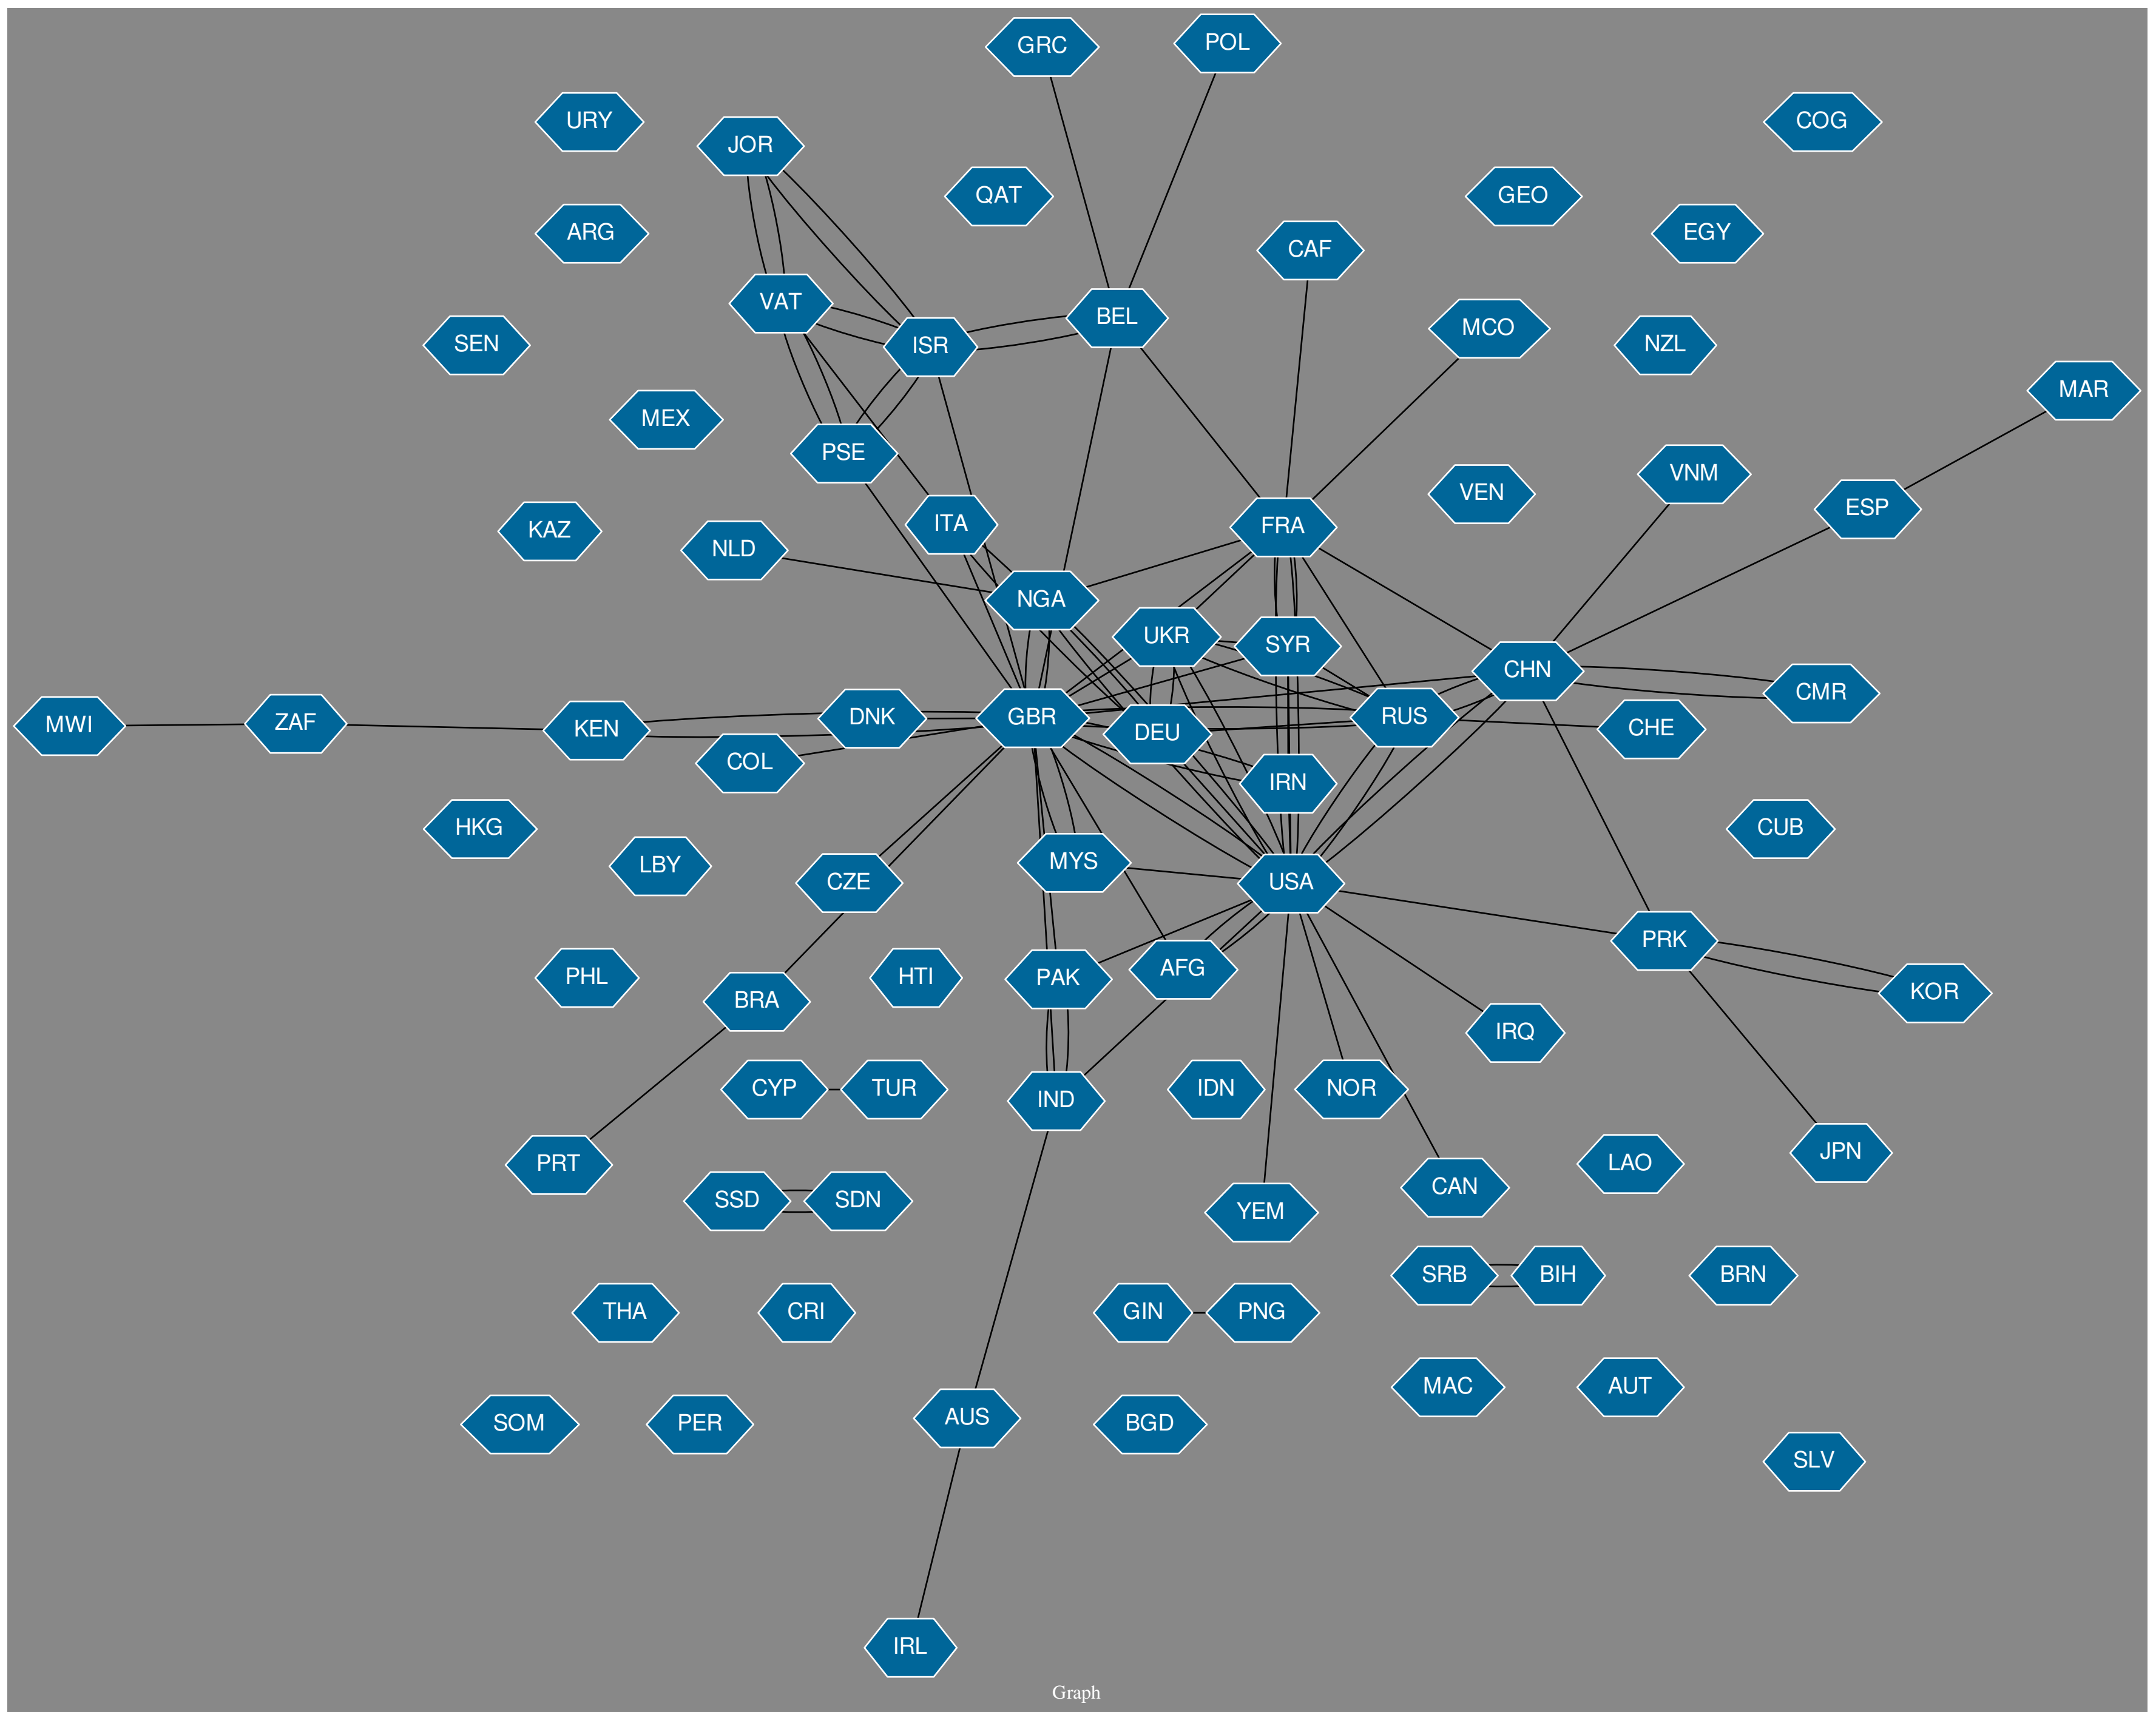 GRC
POL
URY
COG
JOR
QAT
GEO
ARG
EGY
CAF
VAT
BEL
MCO
SEN
ISR
NZL
MAR
MEX
PSE
VNM
VEN
ESP
ITA
FRA
KAZ
NLD
NGA
UKR
SYR
CHN
CMR
MWI
ZAF
KEN
DNK
GBR
DEU
RUS
CHE
COL
IRN
HKG
CUB
LBY
CZE
MYS
USA
PRK
PHL
HTI
PAK
AFG
KOR
BRA
IRQ
CYP
TUR
IND
IDN
NOR
PRT
LAO
JPN
SSD
SDN
YEM
CAN
SRB
BIH
BRN
THA
CRI
GIN
PNG
MAC
AUT
SOM
PER
AUS
BGD
SLV
IRL
Graph